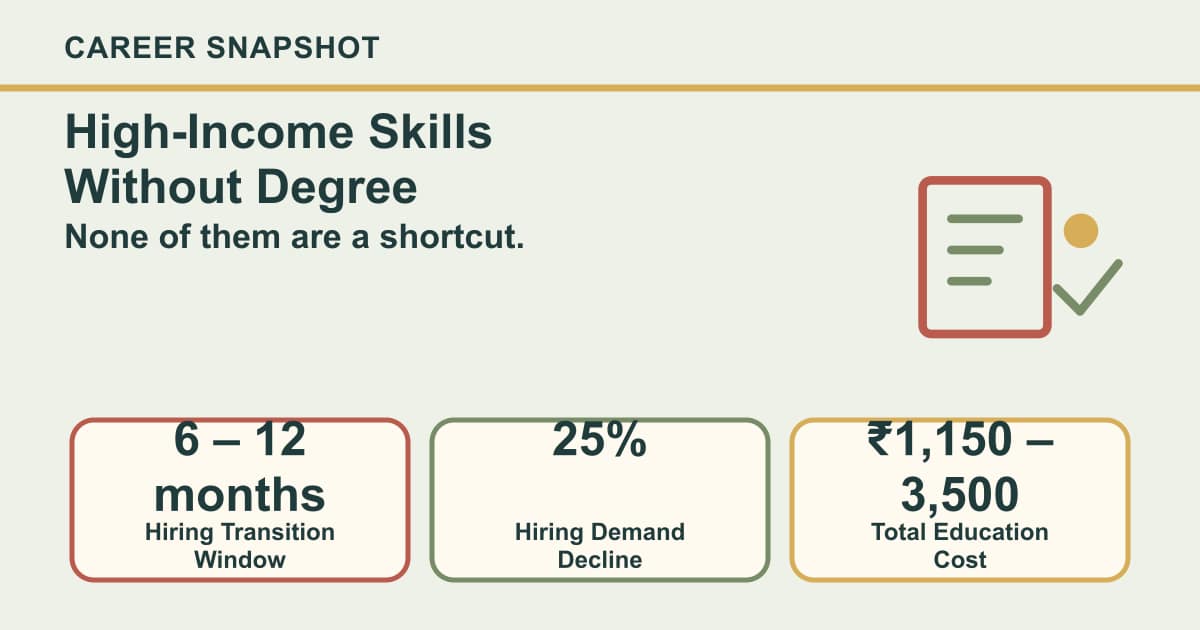 CAREER SNAPSHOT
High-Income Skills
Without Degree
None of them are a shortcut.
6 – 12
months
Hiring Transition
Window
25%
Hiring Demand
Decline
₹1,150 –
3,500
Total Education
Cost